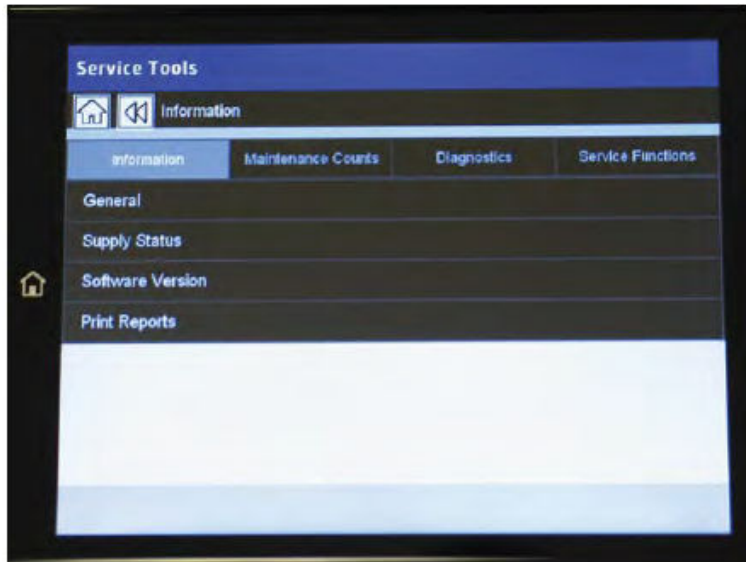 Service Tools
Information
Information Maintenance Counts Diagnostics Service Functions
General
Supply Status
Software Version
Print Reports